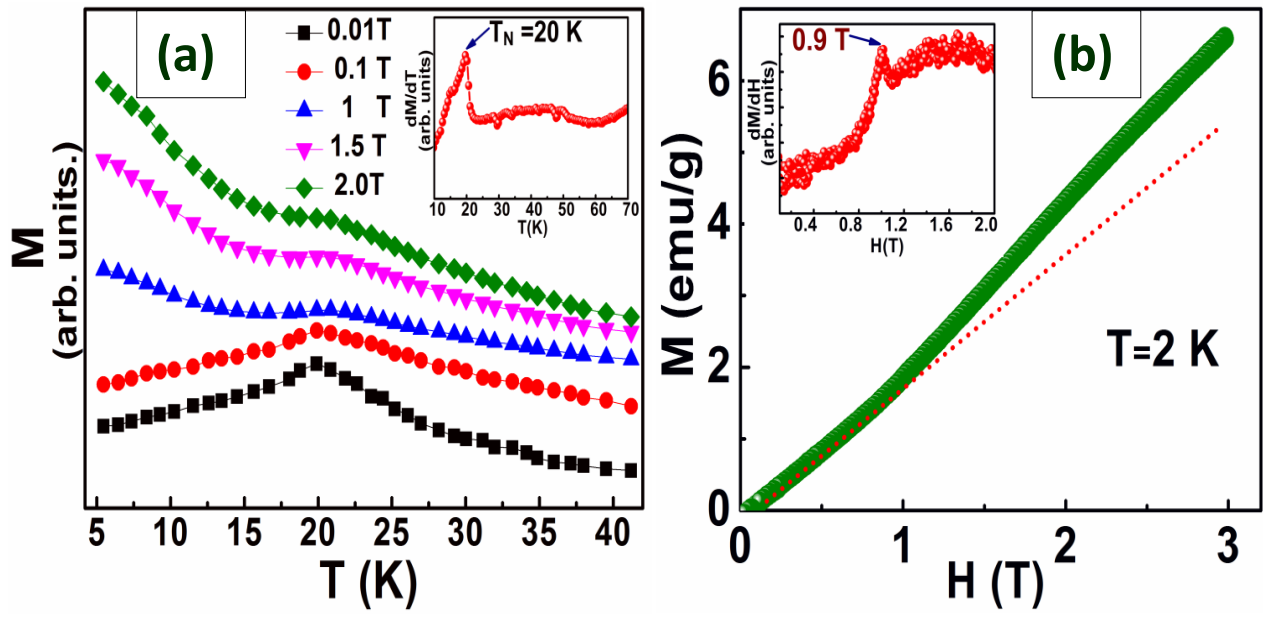 (a)
0.01T
0.1 T
1 T
1.5 T
2.0T
T_N =20 K
dM/dT
(arb. units)
10 20 30 40 50 60 70
T(K)
M
(arb. units.)
5 10 15 20 25 30 35 40
T (K)
(b)
0.9 T
dM/dH
(arb. units)
0.4 0.8 1.2 1.6 2.0
H(T)
M (emu/g)
6
4
2
0
T=2 K
0 1 2 3
H (T)